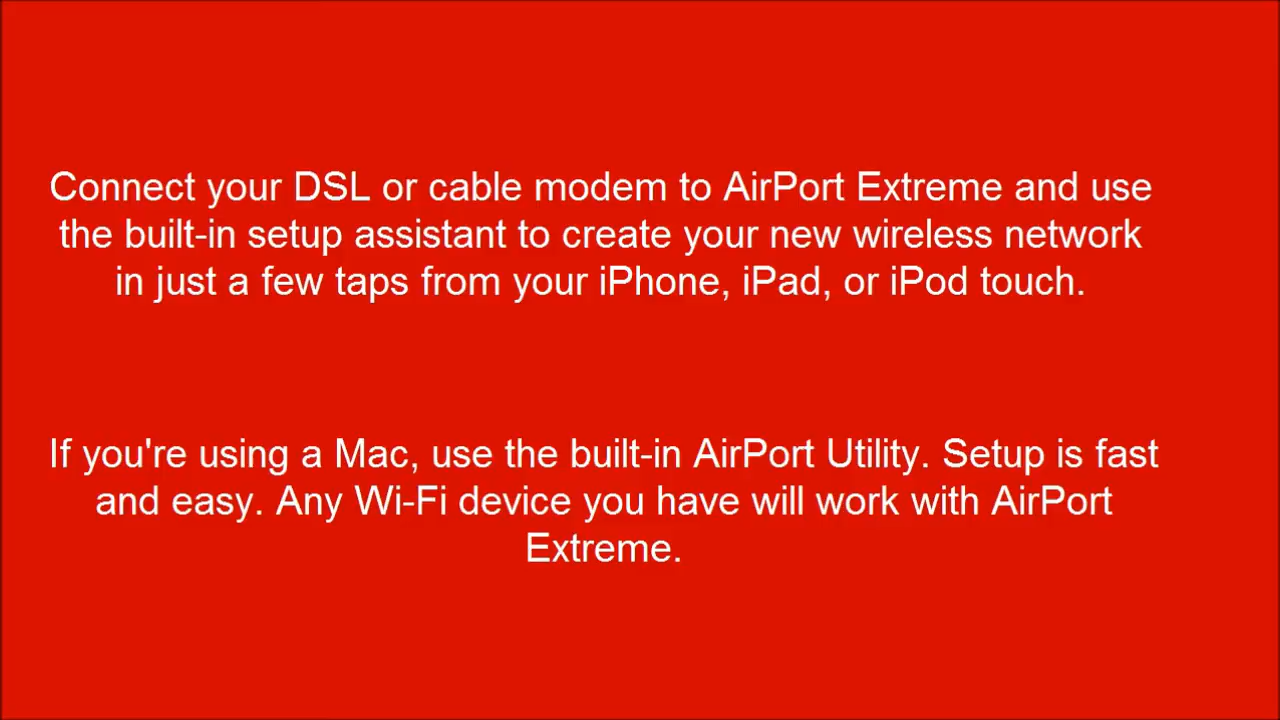 Connect your DSL or cable modem to AirPort Extreme and use
the built-in setup assistant to create your new wireless network
in just a few taps from your iPhone, iPad, or iPod touch.
If you're using a Mac, use the built-in AirPort Utility. Setup is fast
and easy. Any Wi-Fi device you have will work with AirPort
Extreme.